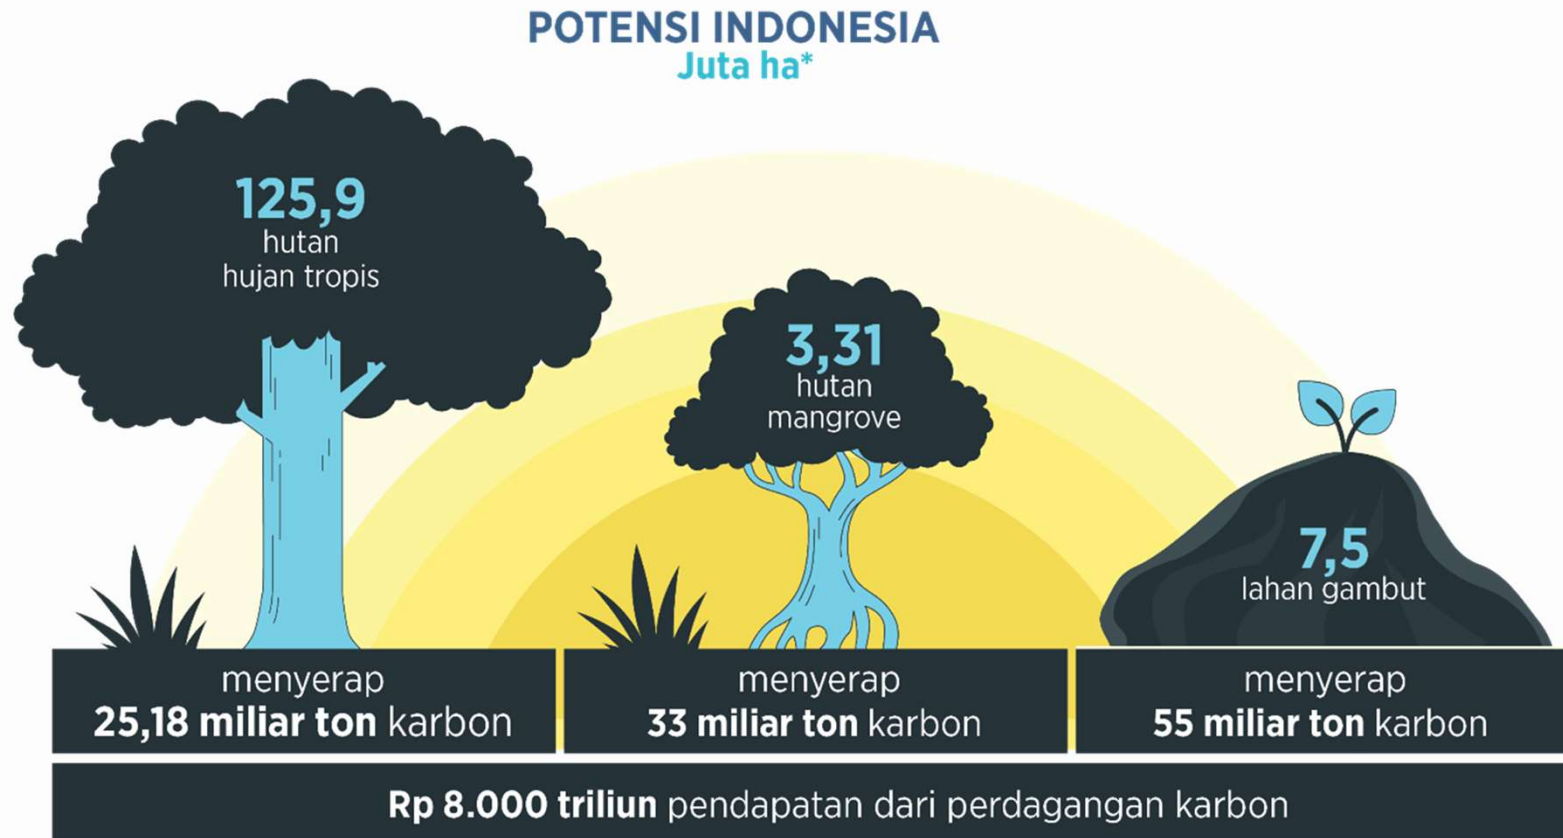 POTENSI INDONESIA
Juta ha*
125,9
hutan
hujan tropis
3,31
hutan
mangrove
7,5
lahan gambut
menyerap
25,18 miliar ton karbon
menyerap
33 miliar ton karbon
menyerap
55 miliar ton karbon
Rp 8.000 triliun pendapatan dari perdagangan karbon